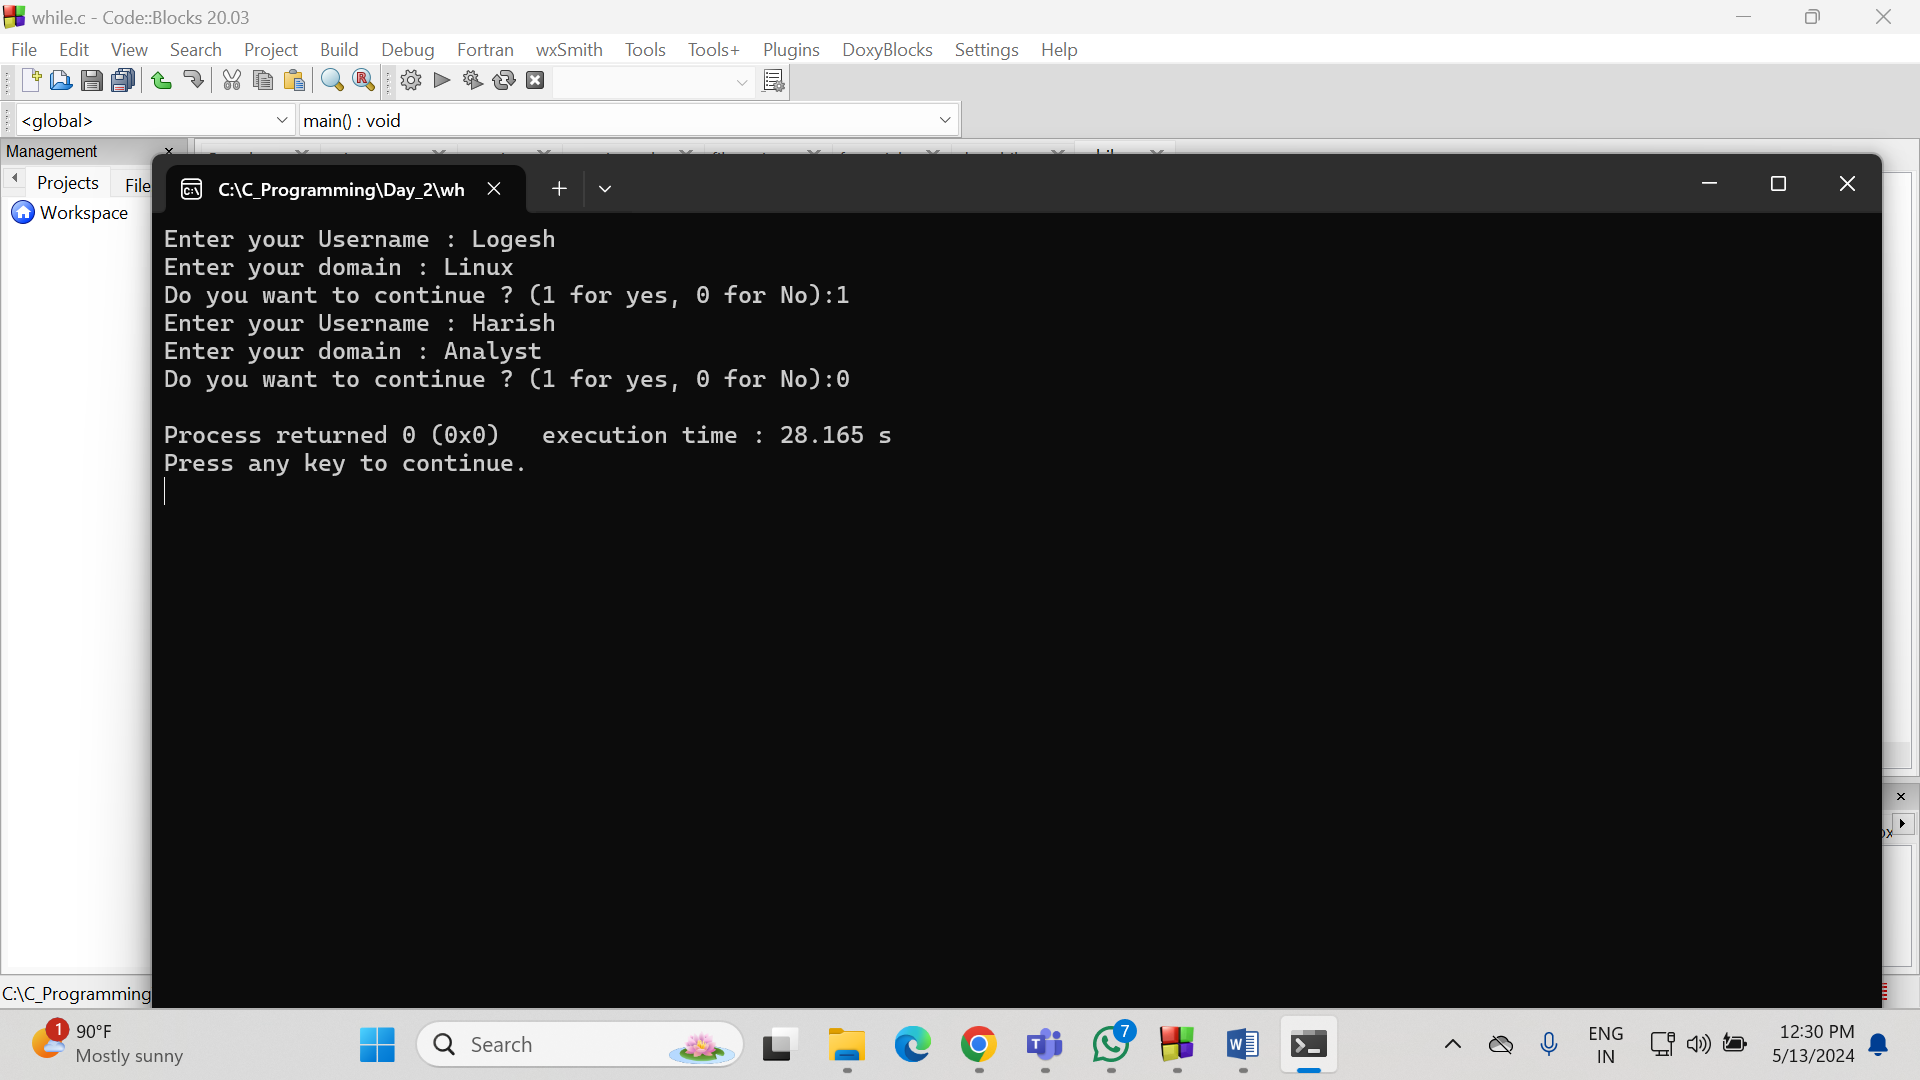 while.c - Code::Blocks 20.03
File Edit View Search Project Build Debug Fortran wxSmith Tools Tools+ Plugins DoxyBlocks Settings Help
<global> main() : void
Management
Projects File
Workspace
C:\C_Programming\Day_2\wh
Enter your Username : Logesh
Enter your domain : Linux
Do you want to continue ? (1 for yes, 0 for No):1
Enter your Username : Harish
Enter your domain : Analyst
Do you want to continue ? (1 for yes, 0 for No):0
Process returned 0 (0x0)   execution time : 28.165 s
Press any key to continue.
C:\C_Programming
1
90°F
Mostly sunny
Search
7
ENG
IN
12:30 PM
5/13/2024